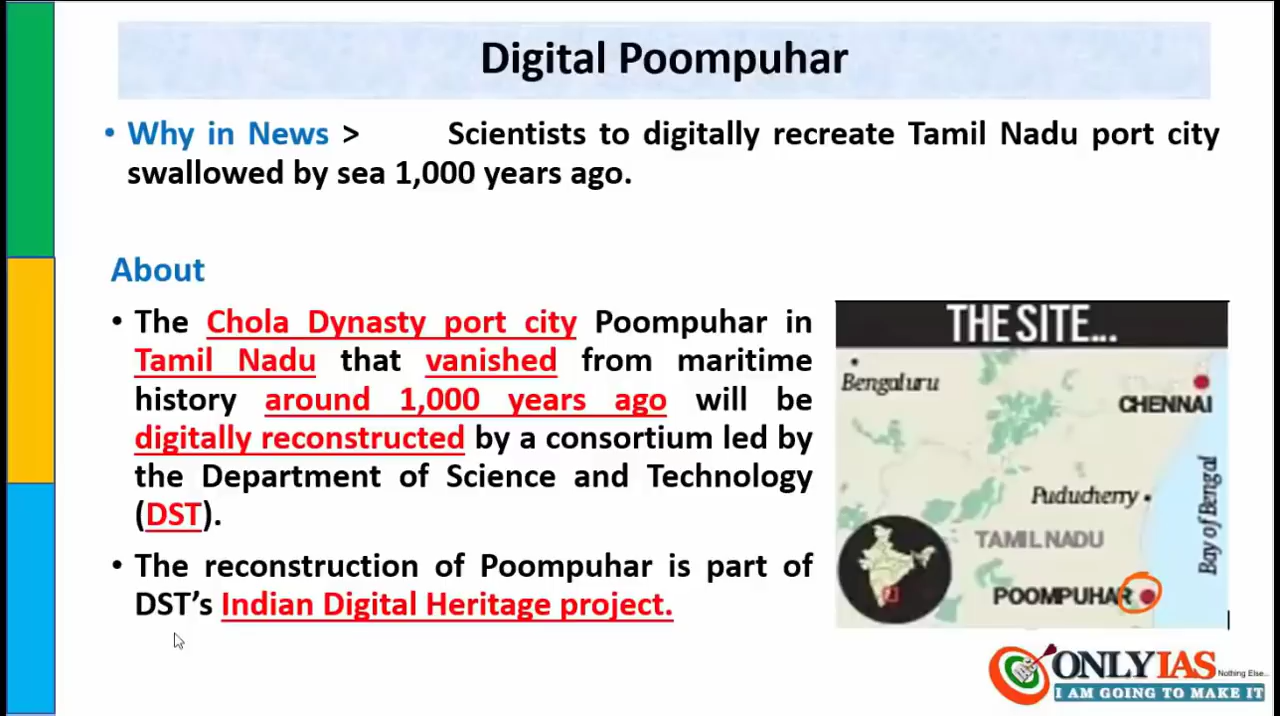 Digital Poompuhar
• Why in News > Scientists to digitally recreate Tamil Nadu port city
swallowed by sea 1,000 years ago.
About
• The Chola Dynasty port city Poompuhar in
Tamil Nadu that vanished from maritime
history around 1,000 years ago will be
digitally reconstructed by a consortium led by
the Department of Science and Technology
(DST).
• The reconstruction of Poompuhar is part of
DST’s Indian Digital Heritage project.
THE SITE...
Bengaluru
CHENNAI
Puducherry
Bay of Bengal
TAMIL NADU
POOMPUHAR
ONLY IAS
Nothing Else...
I AM GOING TO MAKE IT